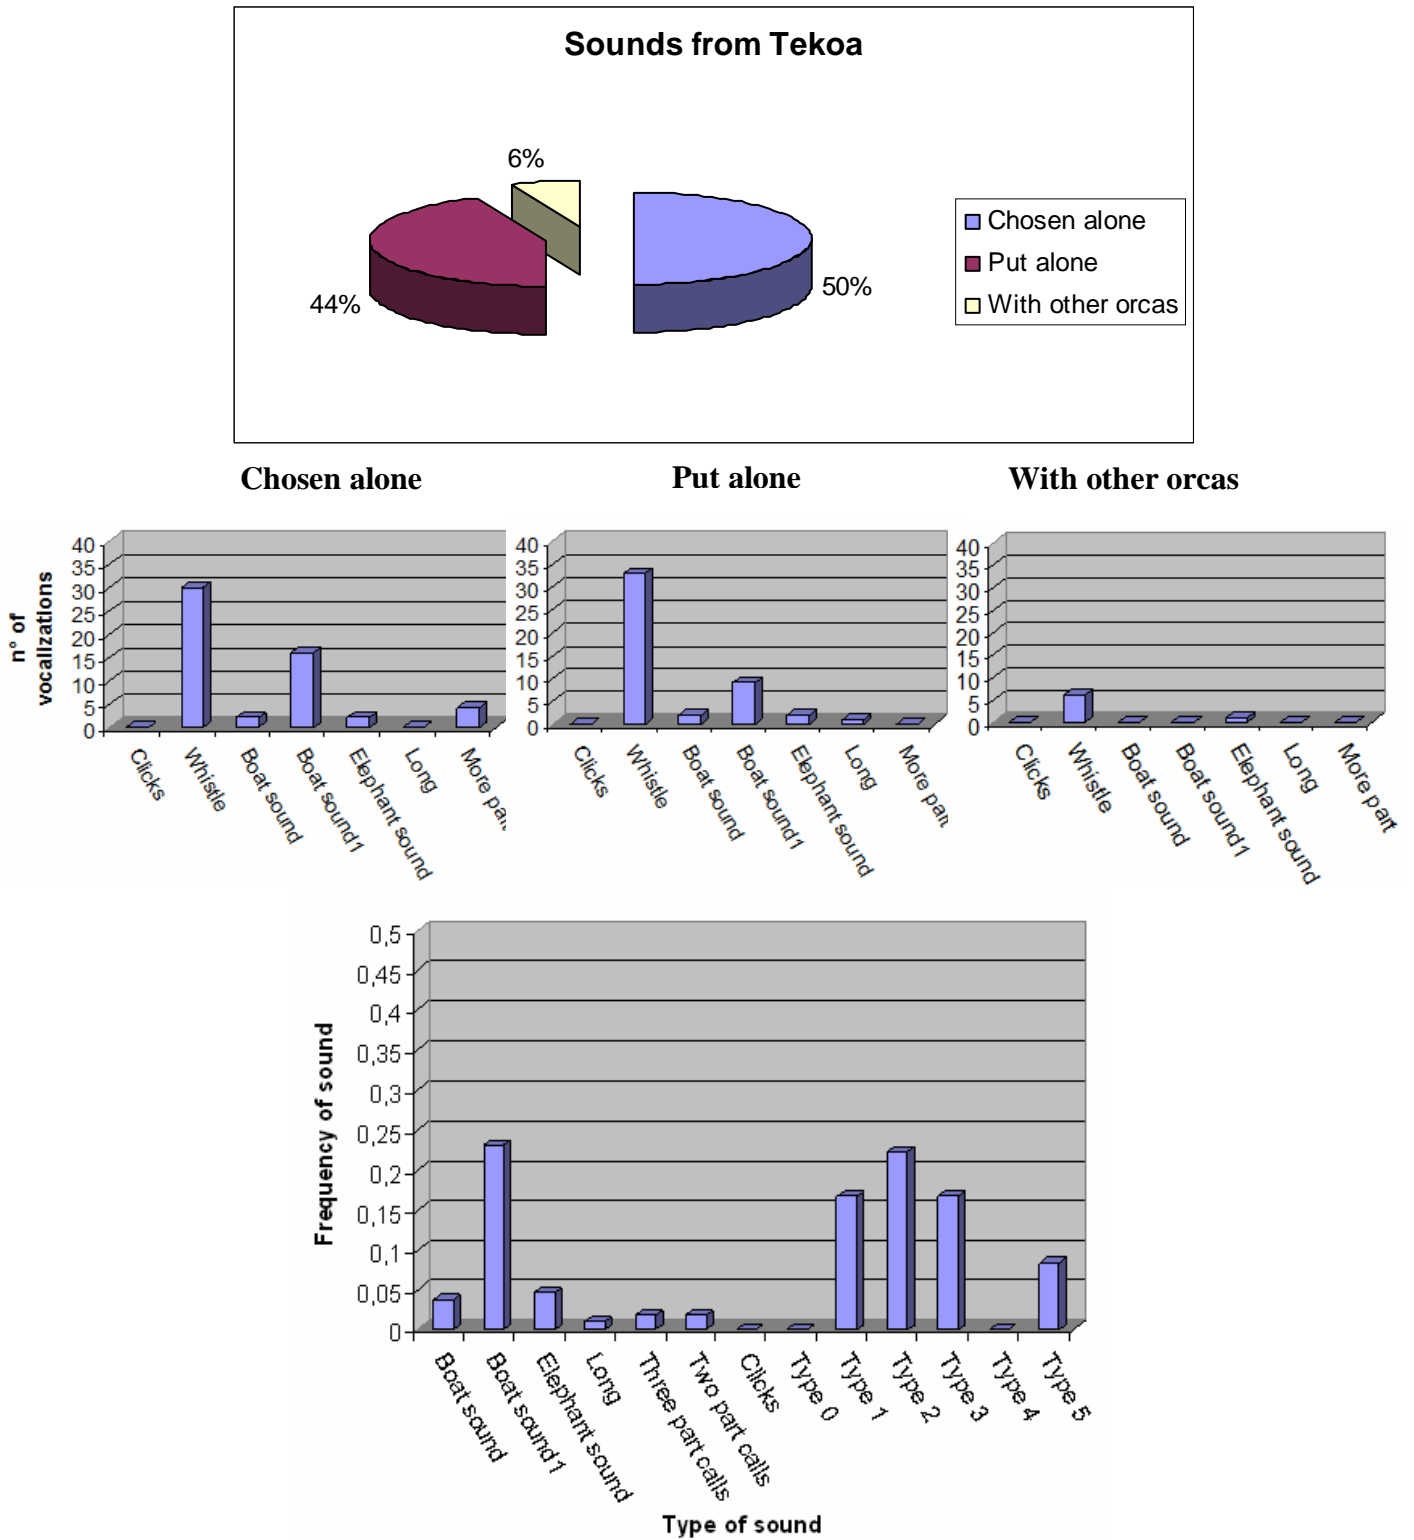 Sounds from Tekoa
6%
44%
50%
Chosen alone
Put alone
With other orcas
Chosen alone
Put alone
With other orcas
n° of
vocalizations
40
35
30
25
20
15
10
5
0
Clicks
Whistle
Boat sound
Boat sound1
Elephant sound
Long
More part
40
35
30
25
20
15
10
5
0
Clicks
Whistle
Boat sound
Boat sound1
Elephant sound
Long
More part
40
35
30
25
20
15
10
5
0
Clicks
Whistle
Boat sound
Boat sound1
Elephant sound
Long
More part
Frequency of sound
0,5
0,45
0,4
0,35
0,3
0,25
0,2
0,15
0,1
0,05
0
Boat sound
Boat sound1
Elephant sound
Long
Three part calls
Two part calls
Clicks
Type 0
Type 1
Type 2
Type 3
Type 4
Type 5
Type of sound